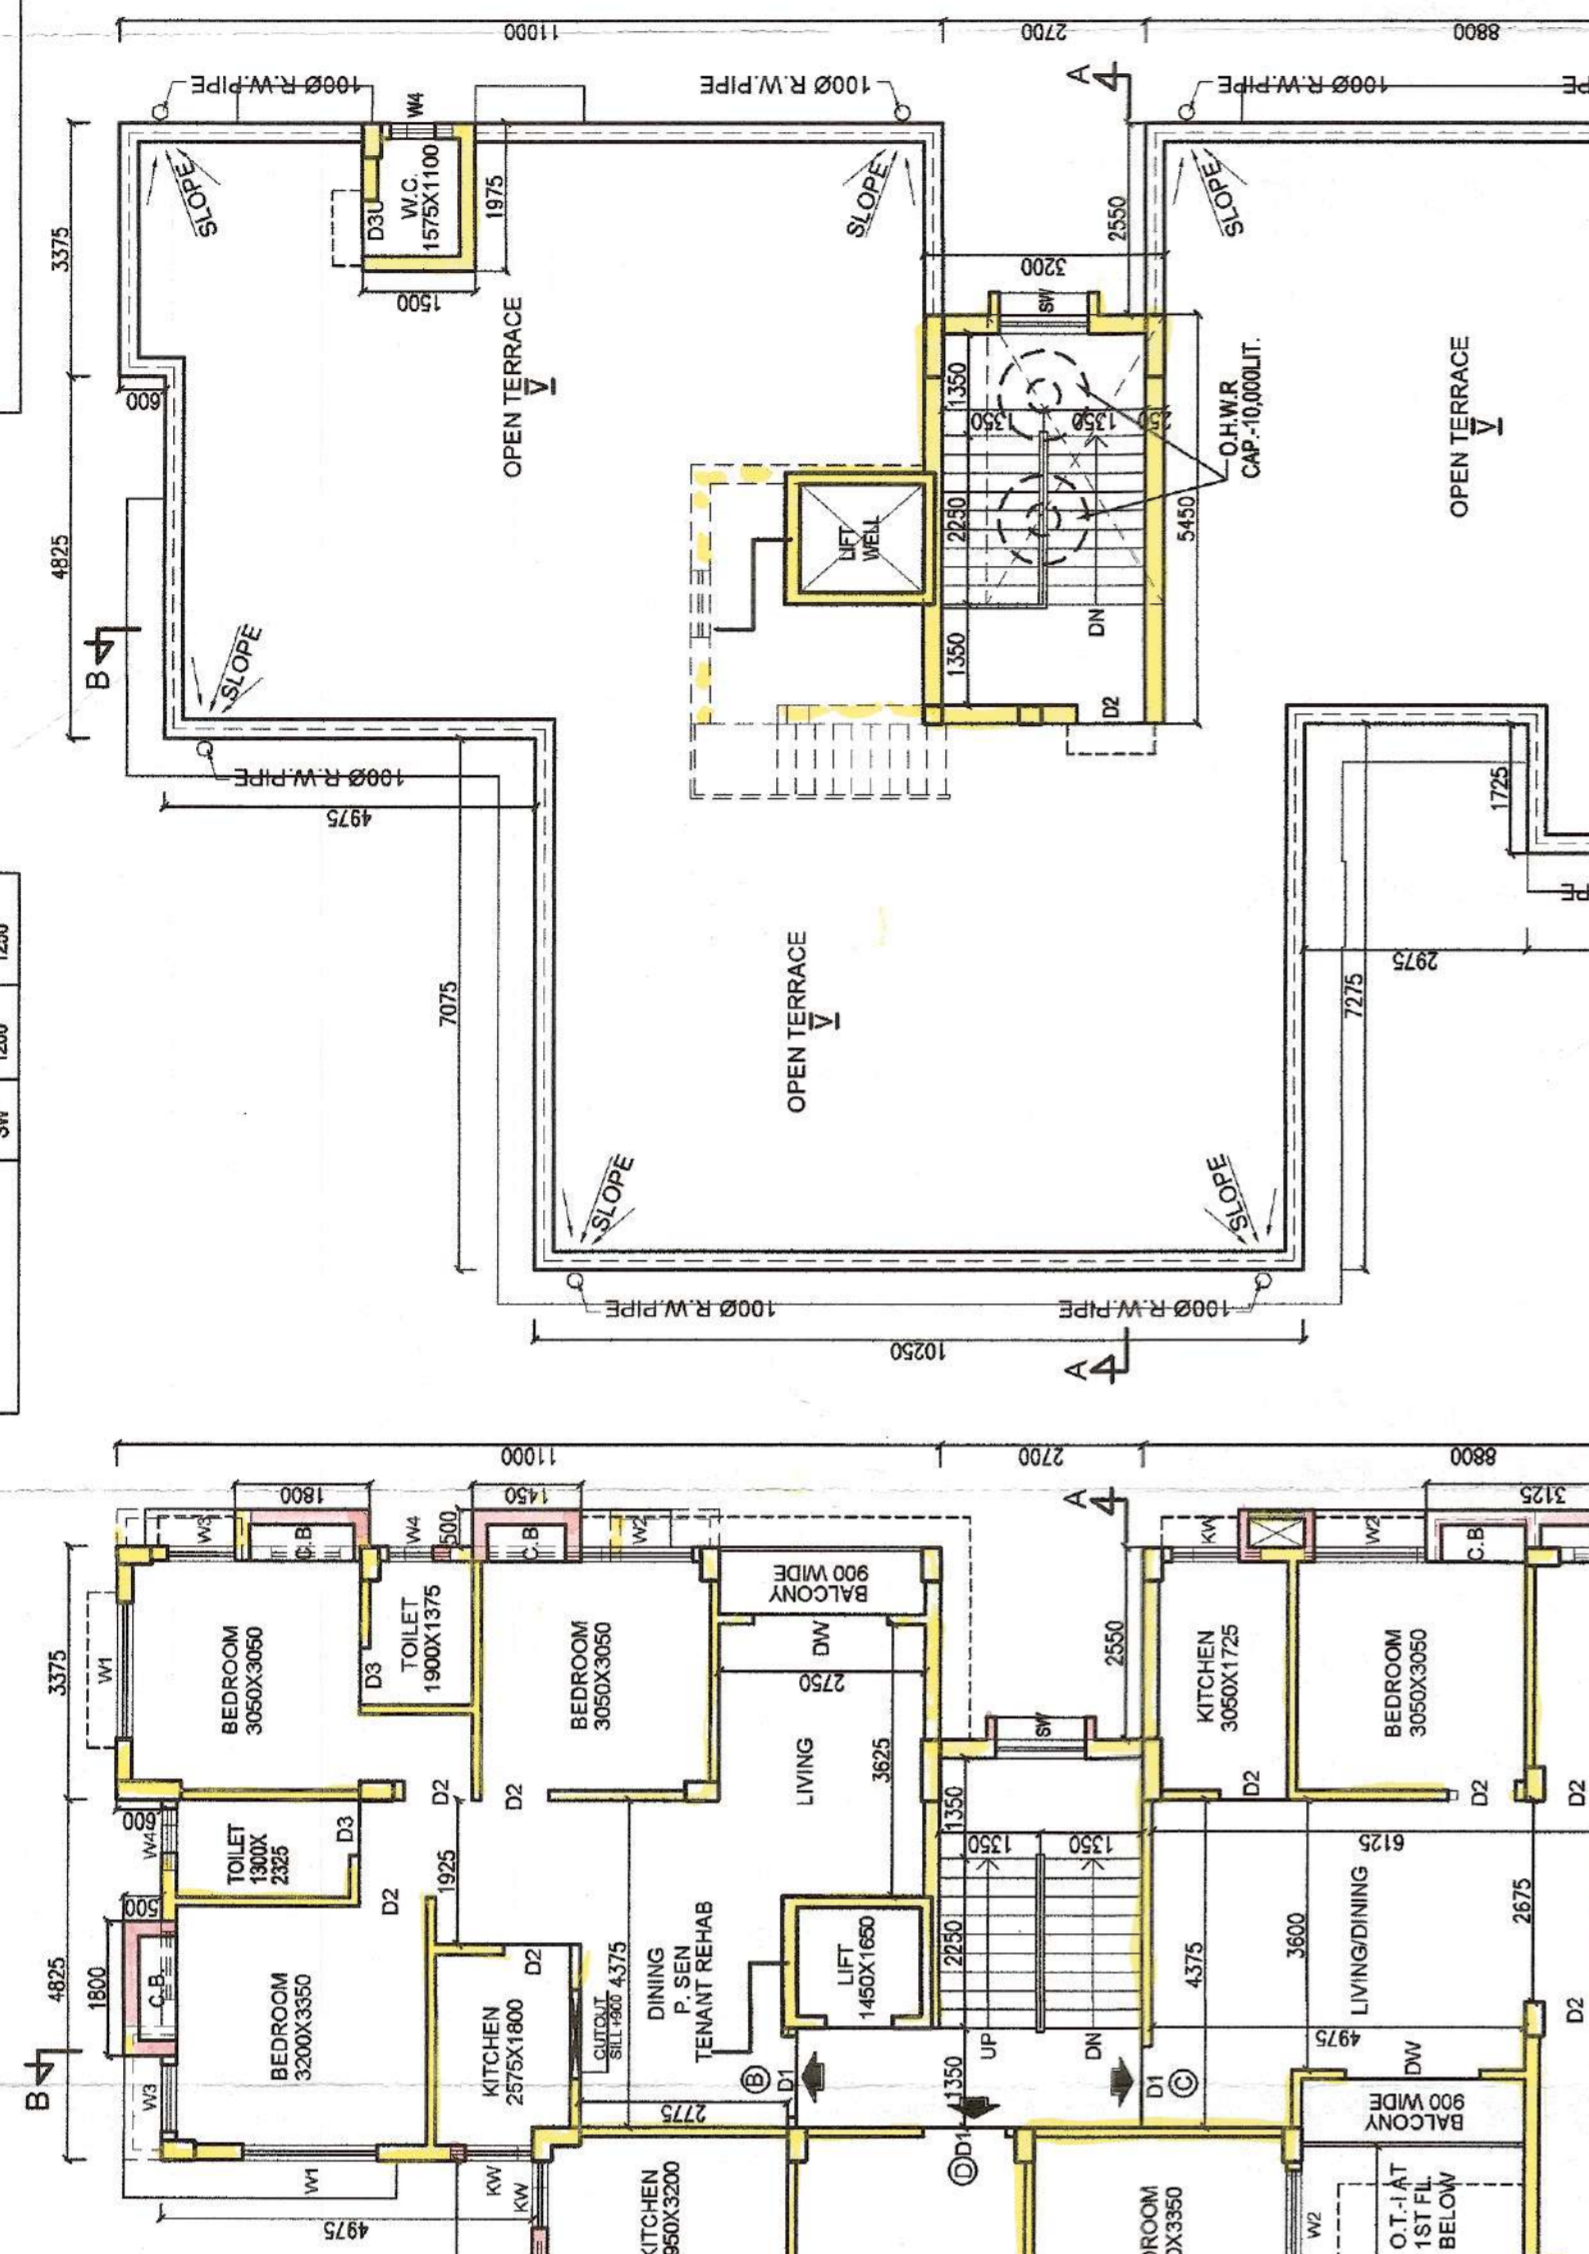 11000
2700
8800
100Ø R.W.PIPE
100Ø R.W.PIPE
A
100Ø R.W.PIPE
W4
SLOPE
D3U
W.C.
1575X1100
1975
SLOPE
2550
SLOPE
3375
1500
3200
SW
OPEN TERRACE
V
600
1350
1350
1350
250
O.H.W.R
CAP.-10,000LIT.
OPEN TERRACE
V
4825
LIFT
WELL
2250
5450
B
SLOPE
1350
DN
D2
100Ø R.W.PIPE
4975
1725
1250
1200
SW
7075
OPEN TERRACE
V
2975
7275
SLOPE
SLOPE
100Ø R.W.PIPE
100Ø R.W.PIPE
10250
A
11000
2700
8800
1800
1450
A
3125
W3
C.B
W4
500
C.B
W2
KW
W2
C.B.
BALCONY
900 WIDE
3375
W1
BEDROOM
3050X3050
D3
TOILET
1900X1375
BEDROOM
3050X3050
DW
2750
2550
KITCHEN
3050X1725
BEDROOM
3050X3050
LIVING
3625
SW
D2
D2
D2
D2
D2
600
W4
TOILET
1300X
2325
D3
1350
1350
1350
6125
500
D2
1925
4825
1800
C.B.
BEDROOM
3200X3350
D2
KITCHEN
2575X1800
CUTOUT
SILL+900
4375
DINING
P. SEN
TENANT REHAB
LIFT
1450X1650
2250
4375
3600
LIVING/DINING
2675
B
W3
B
D1
1350
UP
DN
D1
C
4975
DW
D2
2775
BALCONY
900 WIDE
W1
KW
KW
D
D1
4975
KITCHEN
950X3200
W2
O.T.-I AT
1ST FL.
BELOW